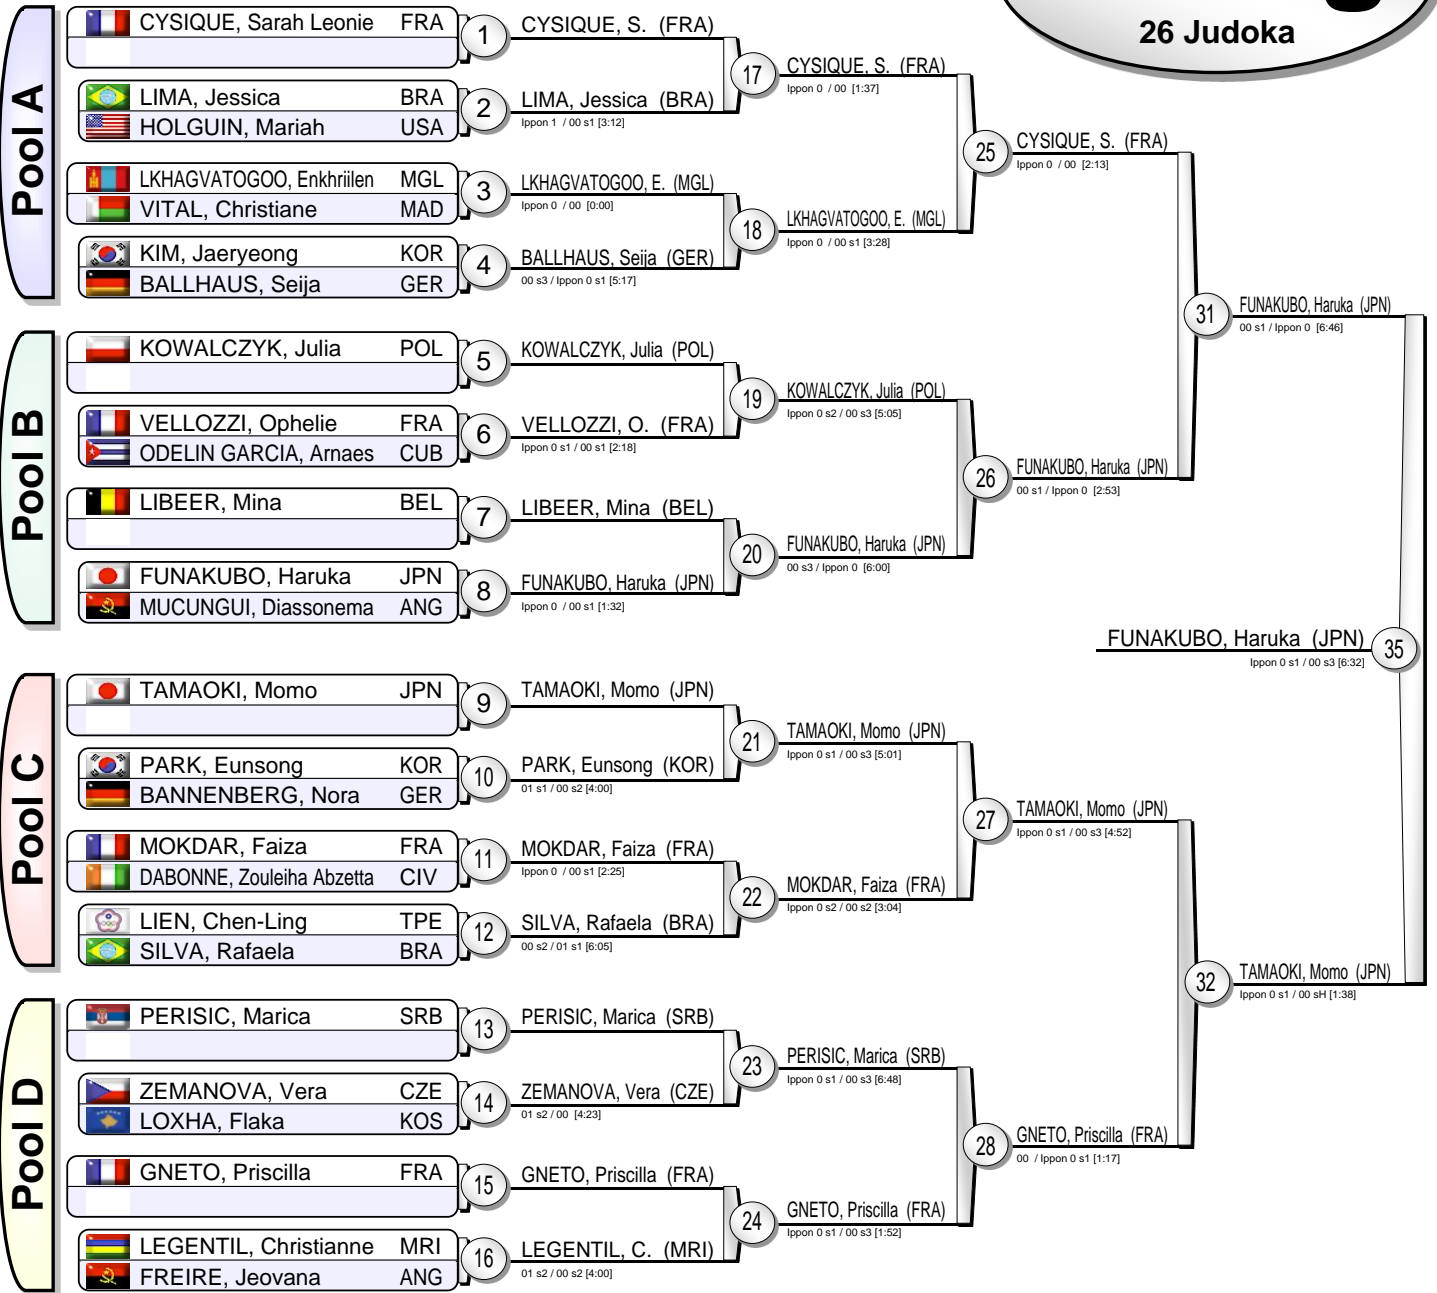 26 Judoka
Pool A
CYSIQUE, Sarah Leonie FRA
1
CYSIQUE, S. (FRA)
LIMA, Jessica BRA
HOLGUIN, Mariah USA
2
LIMA, Jessica (BRA)
Ippon 1 / 00 s1 [3:12]
17
CYSIQUE, S. (FRA)
Ippon 0 / 00 [1:37]
LKHAGVATOGOO, Enkhriilen MGL
VITAL, Christiane MAD
3
LKHAGVATOGOO, E. (MGL)
Ippon 0 / 00 [0:00]
KIM, Jaeryeong KOR
BALLHAUS, Seija GER
4
BALLHAUS, Seija (GER)
00 s3 / Ippon 0 s1 [5:17]
18
LKHAGVATOGOO, E. (MGL)
Ippon 0 / 00 s1 [3:28]
25
CYSIQUE, S. (FRA)
Ippon 0 / 00 [2:13]
Pool B
KOWALCZYK, Julia POL
5
KOWALCZYK, Julia (POL)
VELLOZZI, Ophelie FRA
ODELIN GARCIA, Arnaes CUB
6
VELLOZZI, O. (FRA)
Ippon 0 s1 / 00 s1 [2:18]
19
KOWALCZYK, Julia (POL)
Ippon 0 s2 / 00 s3 [5:05]
LIBEER, Mina BEL
7
LIBEER, Mina (BEL)
FUNAKUBO, Haruka JPN
MUCUNGUI, Diassonema ANG
8
FUNAKUBO, Haruka (JPN)
Ippon 0 / 00 s1 [1:32]
20
FUNAKUBO, Haruka (JPN)
00 s3 / Ippon 0 [6:00]
26
FUNAKUBO, Haruka (JPN)
00 s1 / Ippon 0 [2:53]
31
FUNAKUBO, Haruka (JPN)
00 s1 / Ippon 0 [6:46]
FUNAKUBO, Haruka (JPN)
35
Ippon 0 s1 / 00 s3 [6:32]
Pool C
TAMAOKI, Momo JPN
9
TAMAOKI, Momo (JPN)
PARK, Eunsong KOR
BANNENBERG, Nora GER
10
PARK, Eunsong (KOR)
01 s1 / 00 s2 [4:00]
21
TAMAOKI, Momo (JPN)
Ippon 0 s1 / 00 s3 [5:01]
MOKDAR, Faiza FRA
DABONNE, Zouleiha Abzetta CIV
11
MOKDAR, Faiza (FRA)
Ippon 0 / 00 s1 [2:25]
LIEN, Chen-Ling TPE
SILVA, Rafaela BRA
12
SILVA, Rafaela (BRA)
00 s2 / 01 s1 [6:05]
22
MOKDAR, Faiza (FRA)
Ippon 0 s2 / 00 s2 [3:04]
27
TAMAOKI, Momo (JPN)
Ippon 0 s1 / 00 s3 [4:52]
Pool D
PERISIC, Marica SRB
13
PERISIC, Marica (SRB)
ZEMANOVA, Vera CZE
LOXHA, Flaka KOS
14
ZEMANOVA, Vera (CZE)
01 s2 / 00 [4:23]
23
PERISIC, Marica (SRB)
Ippon 0 s1 / 00 s3 [6:48]
GNETO, Priscilla FRA
15
GNETO, Priscilla (FRA)
LEGENTIL, Christianne MRI
FREIRE, Jeovana ANG
16
LEGENTIL, C. (MRI)
01 s2 / 00 s2 [4:00]
24
GNETO, Priscilla (FRA)
Ippon 0 s1 / 00 s3 [1:52]
28
GNETO, Priscilla (FRA)
00 / Ippon 0 s1 [1:17]
32
TAMAOKI, Momo (JPN)
Ippon 0 s1 / 00 sH [1:38]